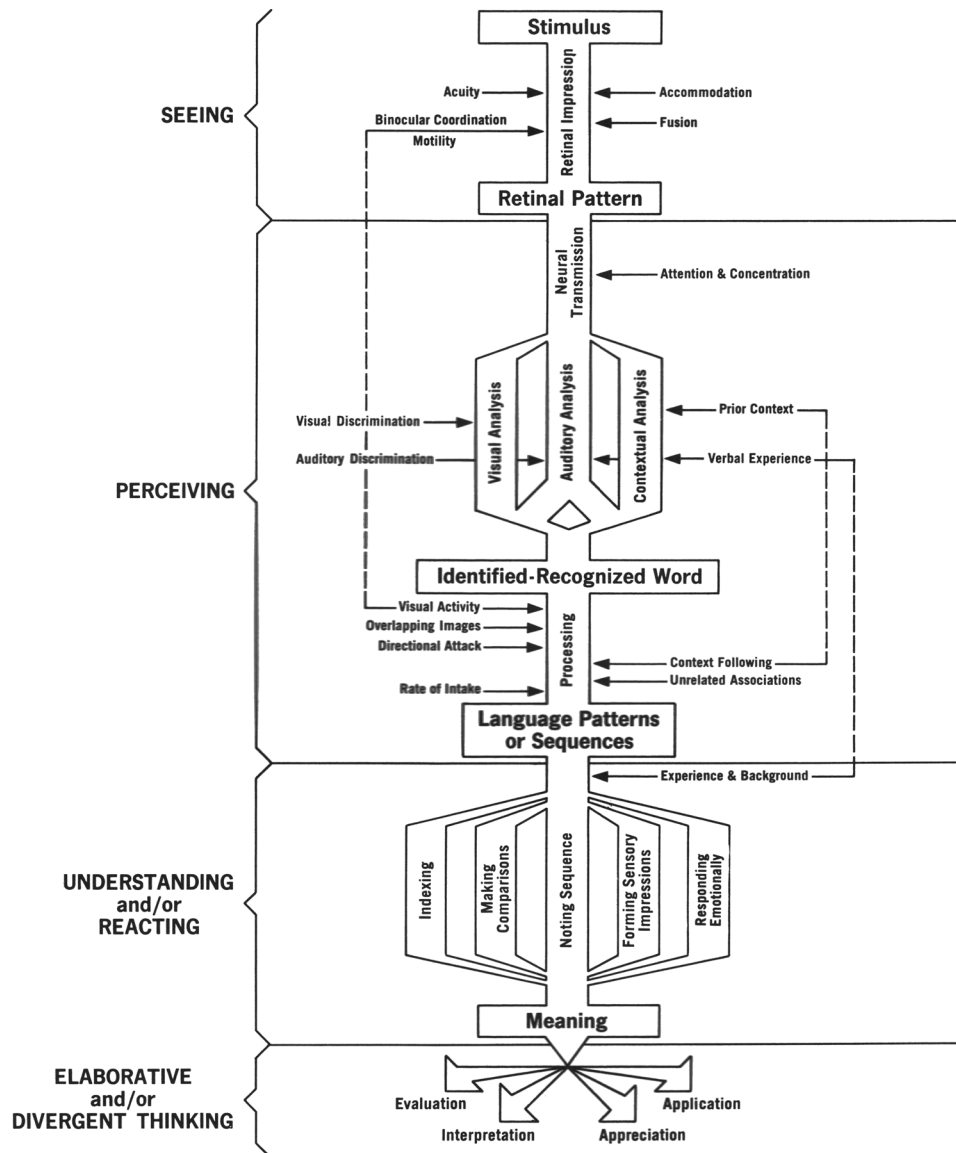 Stimulus
SEEING
Retinal Impression
Acuity
Accommodation
Binocular Coordination
Motility
Fusion
Retinal Pattern
PERCEIVING
Neural
Transmission
Attention & Concentration
Visual Analysis
Auditory Analysis
Contextual Analysis
Visual Discrimination
Auditory Discrimination
Prior Context
Verbal Experience
Identified-Recognized Word
Processing
Visual Activity
Overlapping Images
Directional Attack
Rate of Intake
Context Following
Unrelated Associations
Language Patterns
or Sequences
Experience & Background
UNDERSTANDING
and/or
REACTING
Indexing
Making
Comparisons
Noting Sequence
Forming Sensory
Impressions
Responding
Emotionally
Meaning
ELABORATIVE
and/or
DIVERGENT THINKING
Evaluation
Interpretation
Appreciation
Application